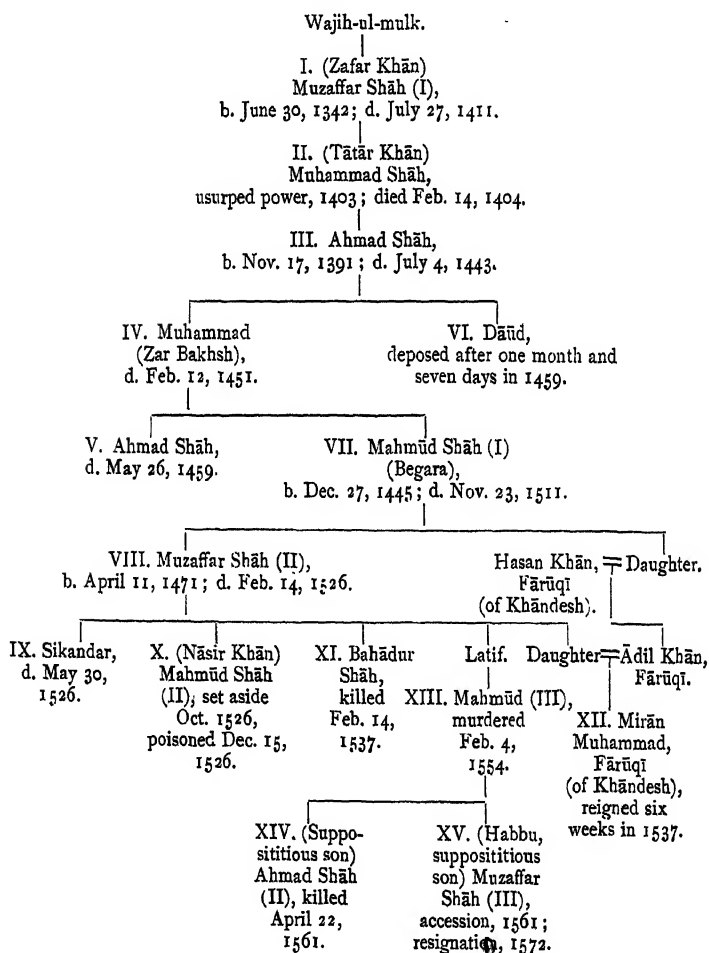 Wajih-ul-mulk.
I. (Zafar Khān)
Muzaffar Shāh (I),
b. June 30, 1342; d. July 27, 1411.
II. (Tātār Khān)
Muhammad Shāh,
usurped power, 1403; died Feb. 14, 1404.
III. Ahmad Shāh,
b. Nov. 17, 1391; d. July 4, 1443.
IV. Muhammad
(Zar Bakhsh),
d. Feb. 12, 1451.
VI. Dāūd,
deposed after one month and
seven days in 1459.
V. Ahmad Shāh,
d. May 26, 1459.
VII. Mahmūd Shāh (I)
(Begara),
b. Dec. 27, 1445; d. Nov. 23, 1511.
VIII. Muzaffar Shāh (II),
b. April 11, 1471; d. Feb. 14, 1526.
Hasan Khān, = Daughter.
Fārūqī
(of Khāndesh).
IX. Sikandar,
d. May 30,
1526.
X. (Nāsir Khān)
Mahmūd Shāh
(II), set aside
Oct. 1526,
poisoned Dec. 15,
1526.
XI. Bahādur
Shāh,
killed
Feb. 14,
1537.
Latif.
XIII. Mahmūd (III),
murdered
Feb. 4,
1554.
Daughter = Ādil Khān,
Fārūqī.
XII. Mirān
Muhammad,
Fārūqī
(of Khāndesh),
reigned six
weeks in 1537.
XIV. (Suppo-
sititious son)
Ahmad Shāh
(II), killed
April 22,
1561.
XV. (Habbu,
supposititious
son) Muzaffar
Shāh (III),
accession, 1561;
resignation, 1572.